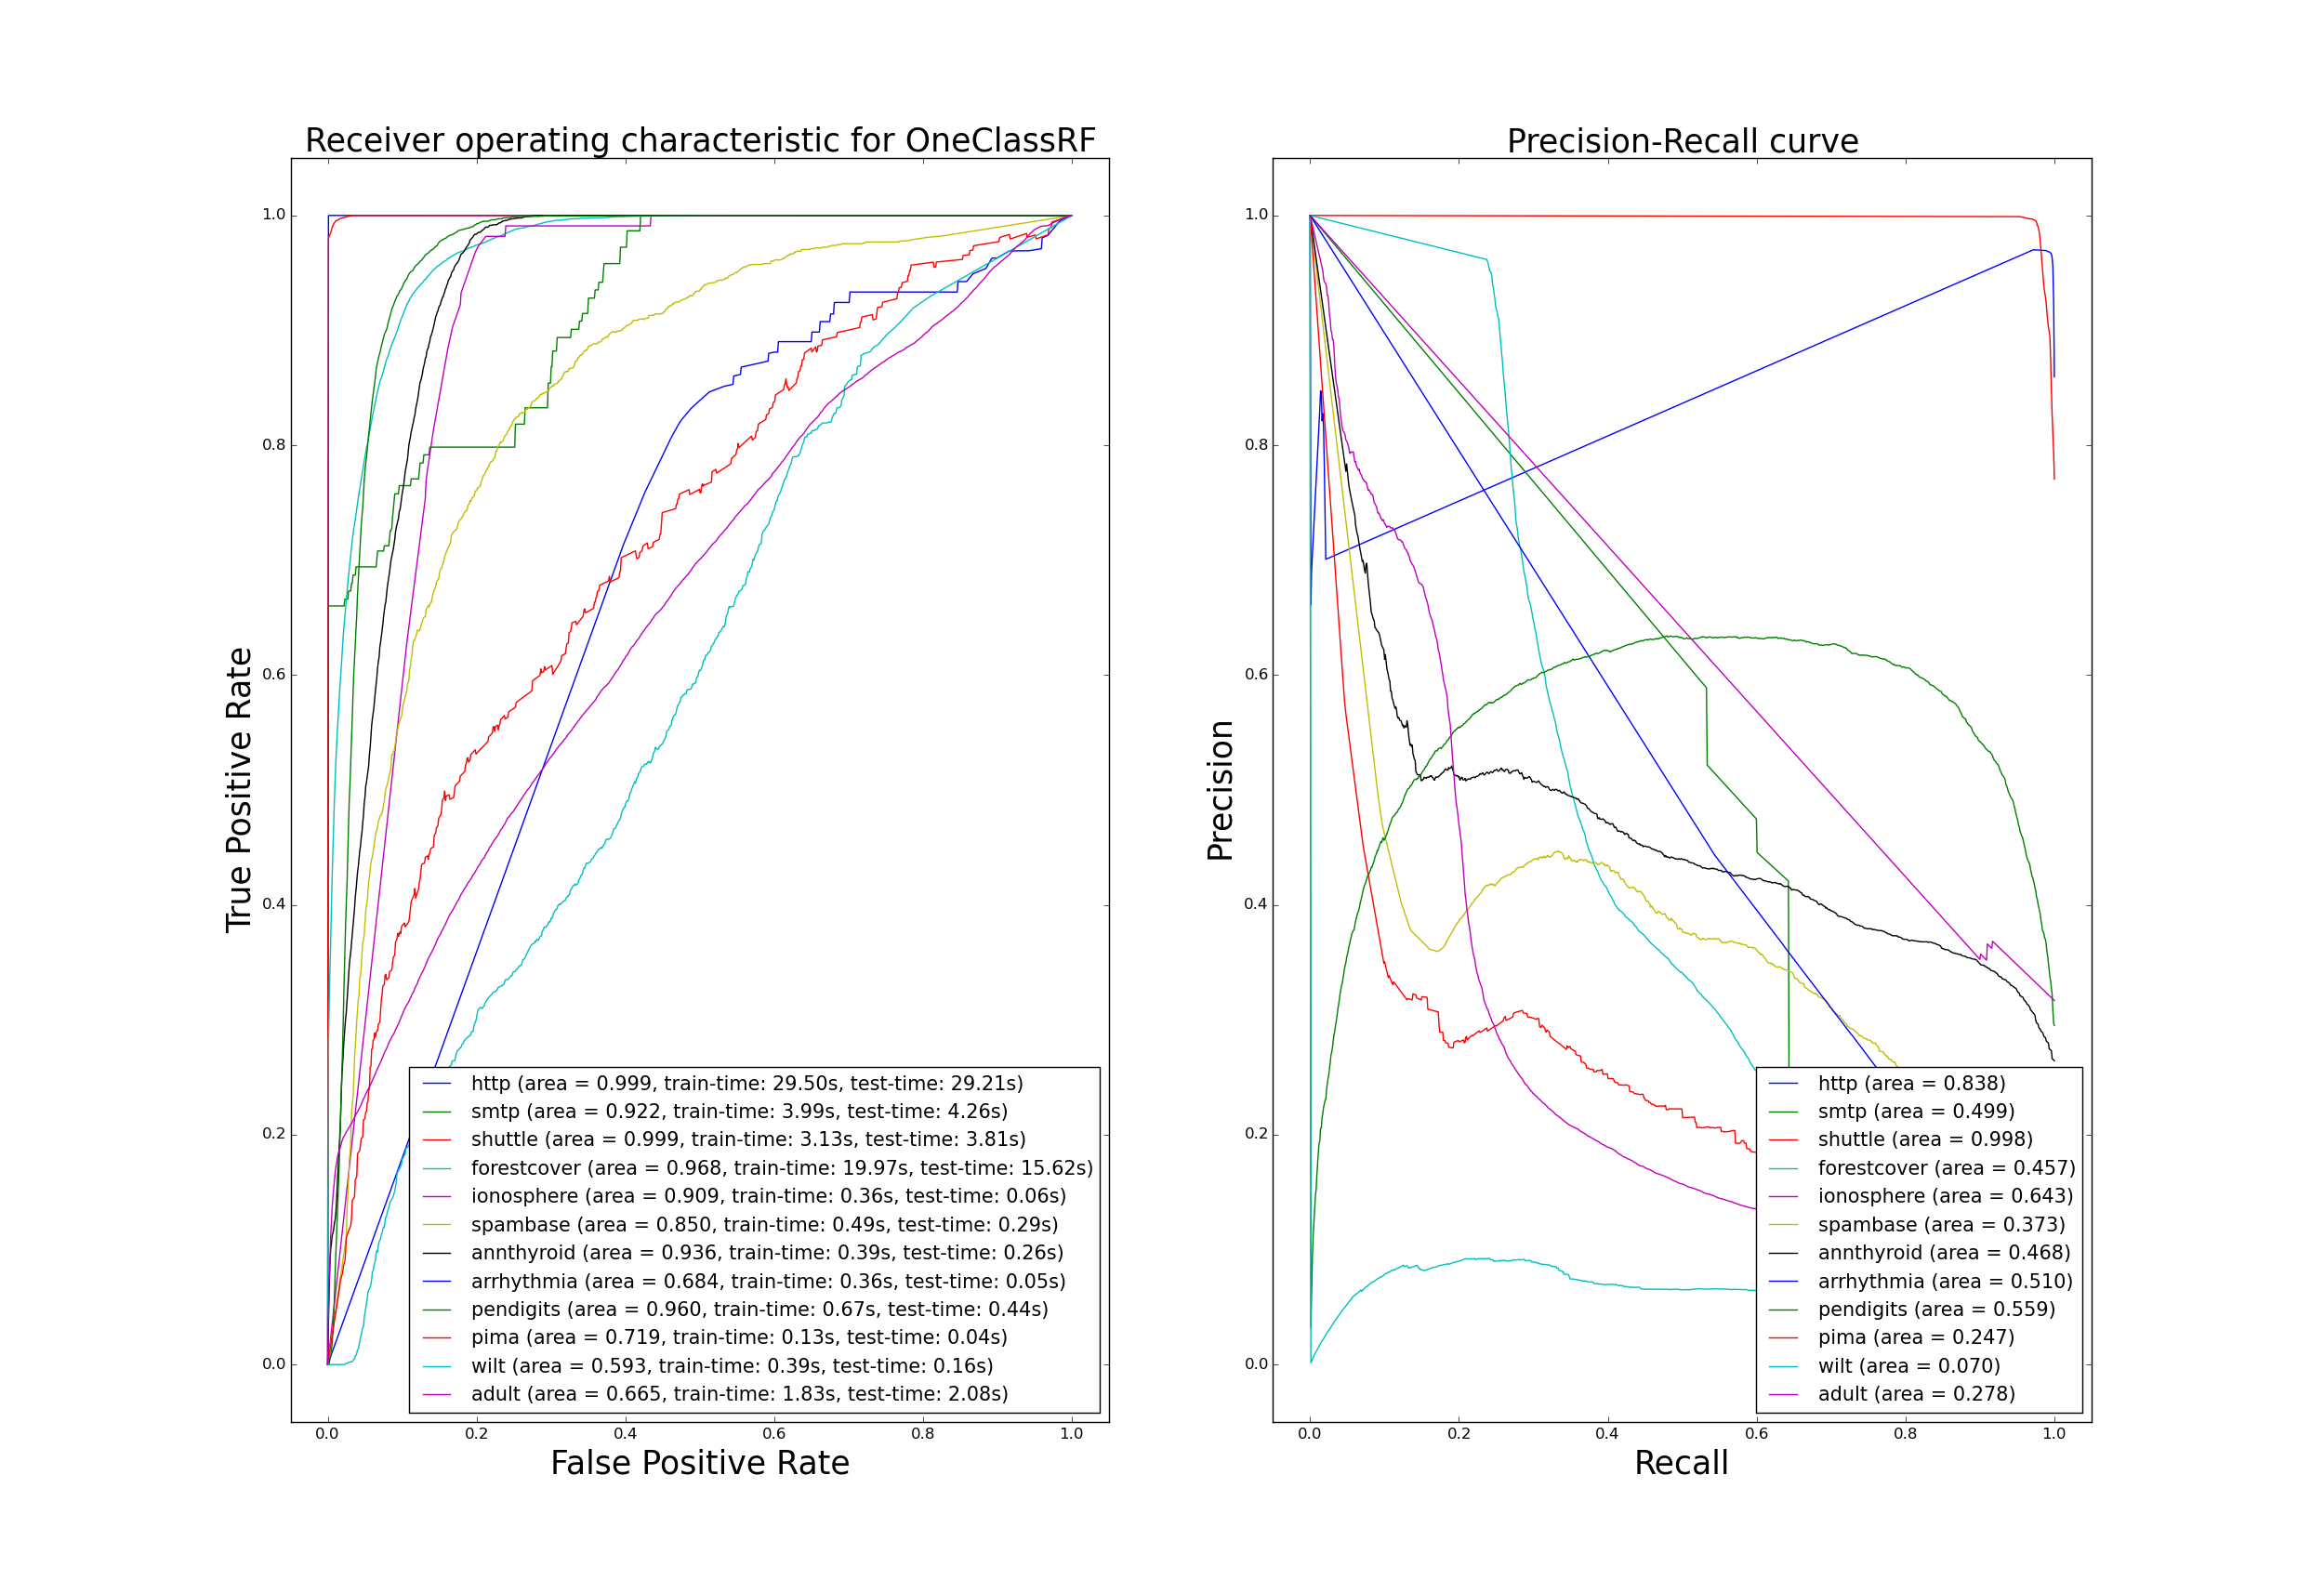 Receiver operating characteristic for OneClassRF
True Positive Rate
1.0
0.8
0.6
0.4
0.2
0.0
http (area = 0.999, train-time: 29.50s, test-time: 29.21s)
smtp (area = 0.922, train-time: 3.99s, test-time: 4.26s)
shuttle (area = 0.999, train-time: 3.13s, test-time: 3.81s)
forestcover (area = 0.968, train-time: 19.97s, test-time: 15.62s)
ionosphere (area = 0.909, train-time: 0.36s, test-time: 0.06s)
spambase (area = 0.850, train-time: 0.49s, test-time: 0.29s)
annthyroid (area = 0.936, train-time: 0.39s, test-time: 0.26s)
arrhythmia (area = 0.684, train-time: 0.36s, test-time: 0.05s)
pendigits (area = 0.960, train-time: 0.67s, test-time: 0.44s)
pima (area = 0.719, train-time: 0.13s, test-time: 0.04s)
wilt (area = 0.593, train-time: 0.39s, test-time: 0.16s)
adult (area = 0.665, train-time: 1.83s, test-time: 2.08s)
0.0 0.2 0.4 0.6 0.8 1.0
False Positive Rate
Precision-Recall curve
Precision
1.0
0.8
0.6
0.4
0.2
0.0
http (area = 0.838)
smtp (area = 0.499)
shuttle (area = 0.998)
forestcover (area = 0.457)
ionosphere (area = 0.643)
spambase (area = 0.373)
annthyroid (area = 0.468)
arrhythmia (area = 0.510)
pendigits (area = 0.559)
pima (area = 0.247)
wilt (area = 0.070)
adult (area = 0.278)
0.0 0.2 0.4 0.6 0.8 1.0
Recall